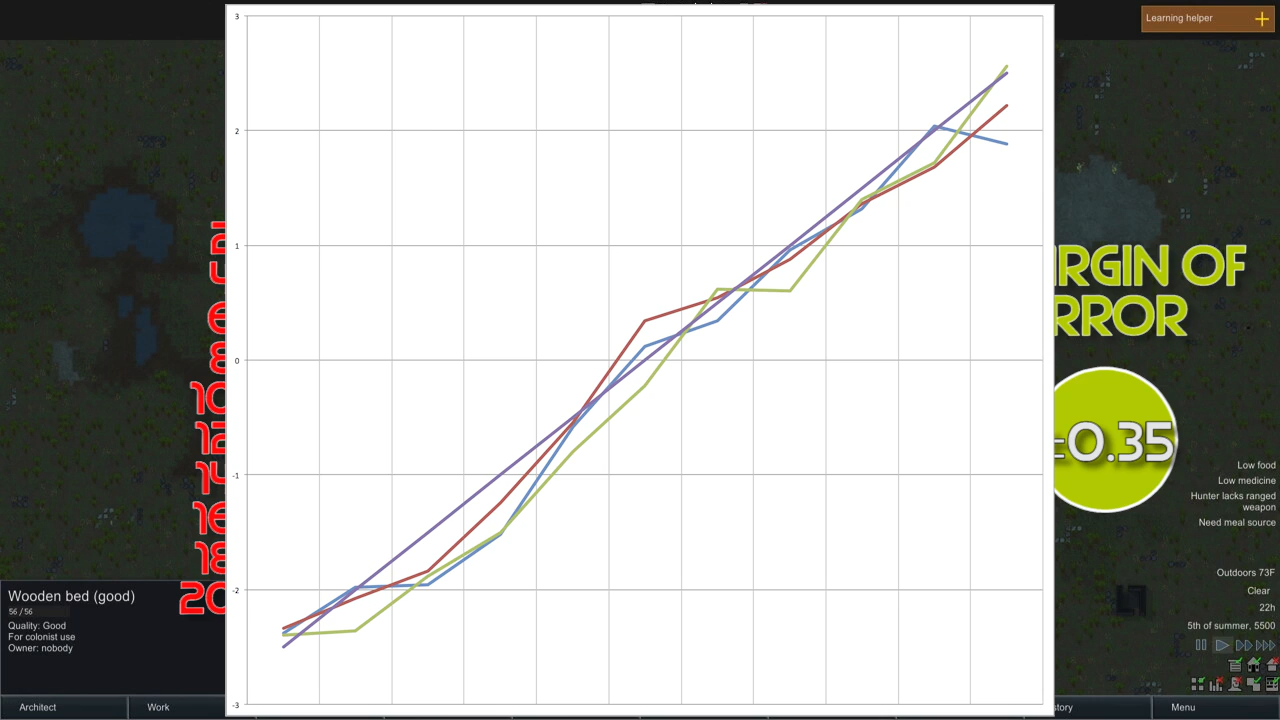 Learning helper
3
2
1
0
-1
-2
-3
8
10
12
14
16
18
20
RGIN OF
RROR
0.35
Low food
Low medicine
Hunter lacks ranged
weapon
Need meal source
Outdoors 73F
Clear
22h
5th of summer, 5500
Wooden bed (good)
56 / 56
Quality: Good
For colonist use
Owner: nobody
Architect
Work
story
Menu